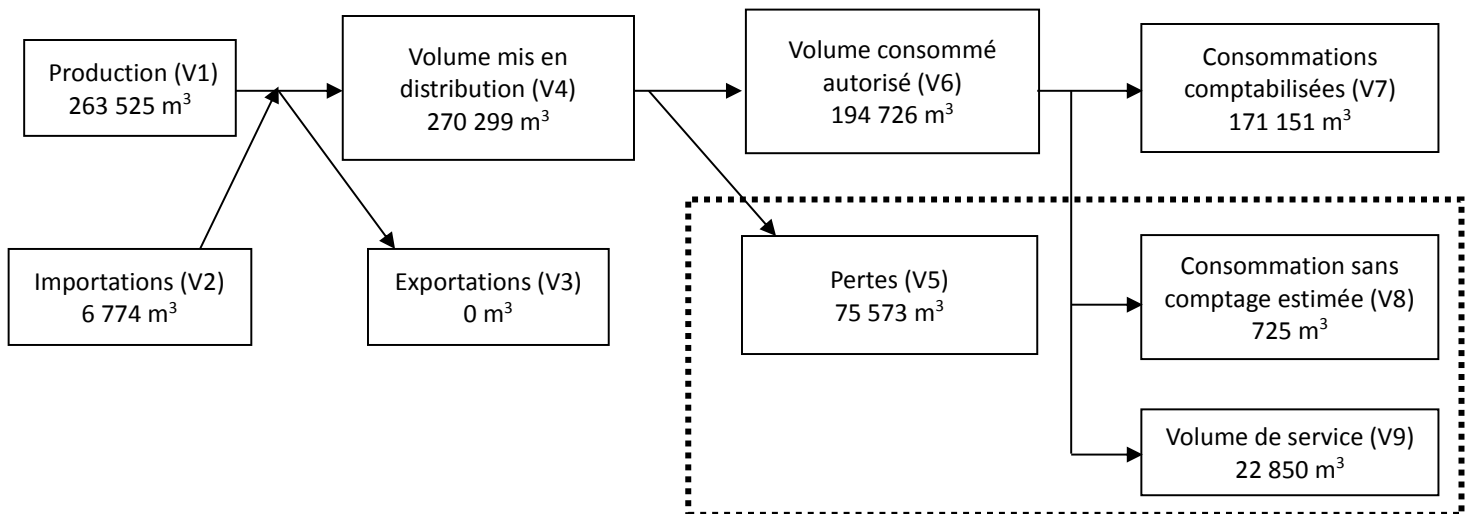 Production (V1)
263 525 m³
Volume mis en
distribution (V4)
270 299 m³
Volume consommé
autorisé (V6)
194 726 m³
Consommations
comptabilisées (V7)
171 151 m³
Importations (V2)
6 774 m³
Exportations (V3)
0 m³
Pertes (V5)
75 573 m³
Consommation sans
comptage estimée (V8)
725 m³
Volume de service (V9)
22 850 m³